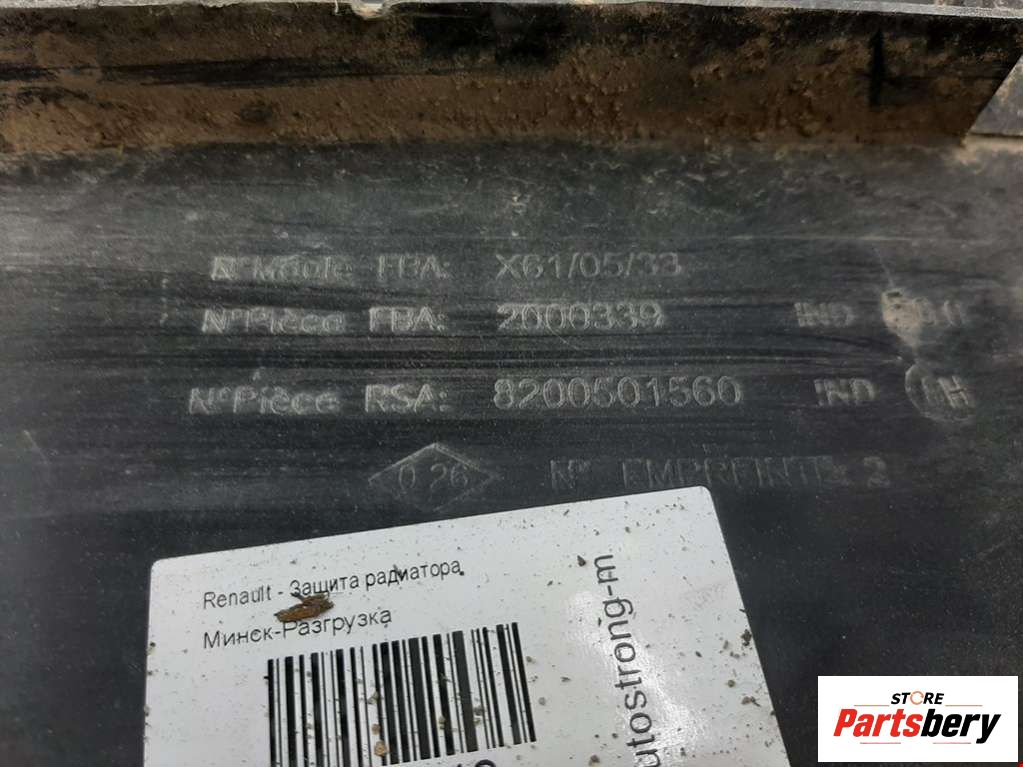 STORE
Partsbery
N°Moule FBA: X61/05/33
N°Pièce FBA: 2000339 IND
N°Pièce RSA: 8200501560 IND H
0.26 N° EMPREINTE 2
Renault - Защита радиатора
Минск-Разгрузка
utostrong-m